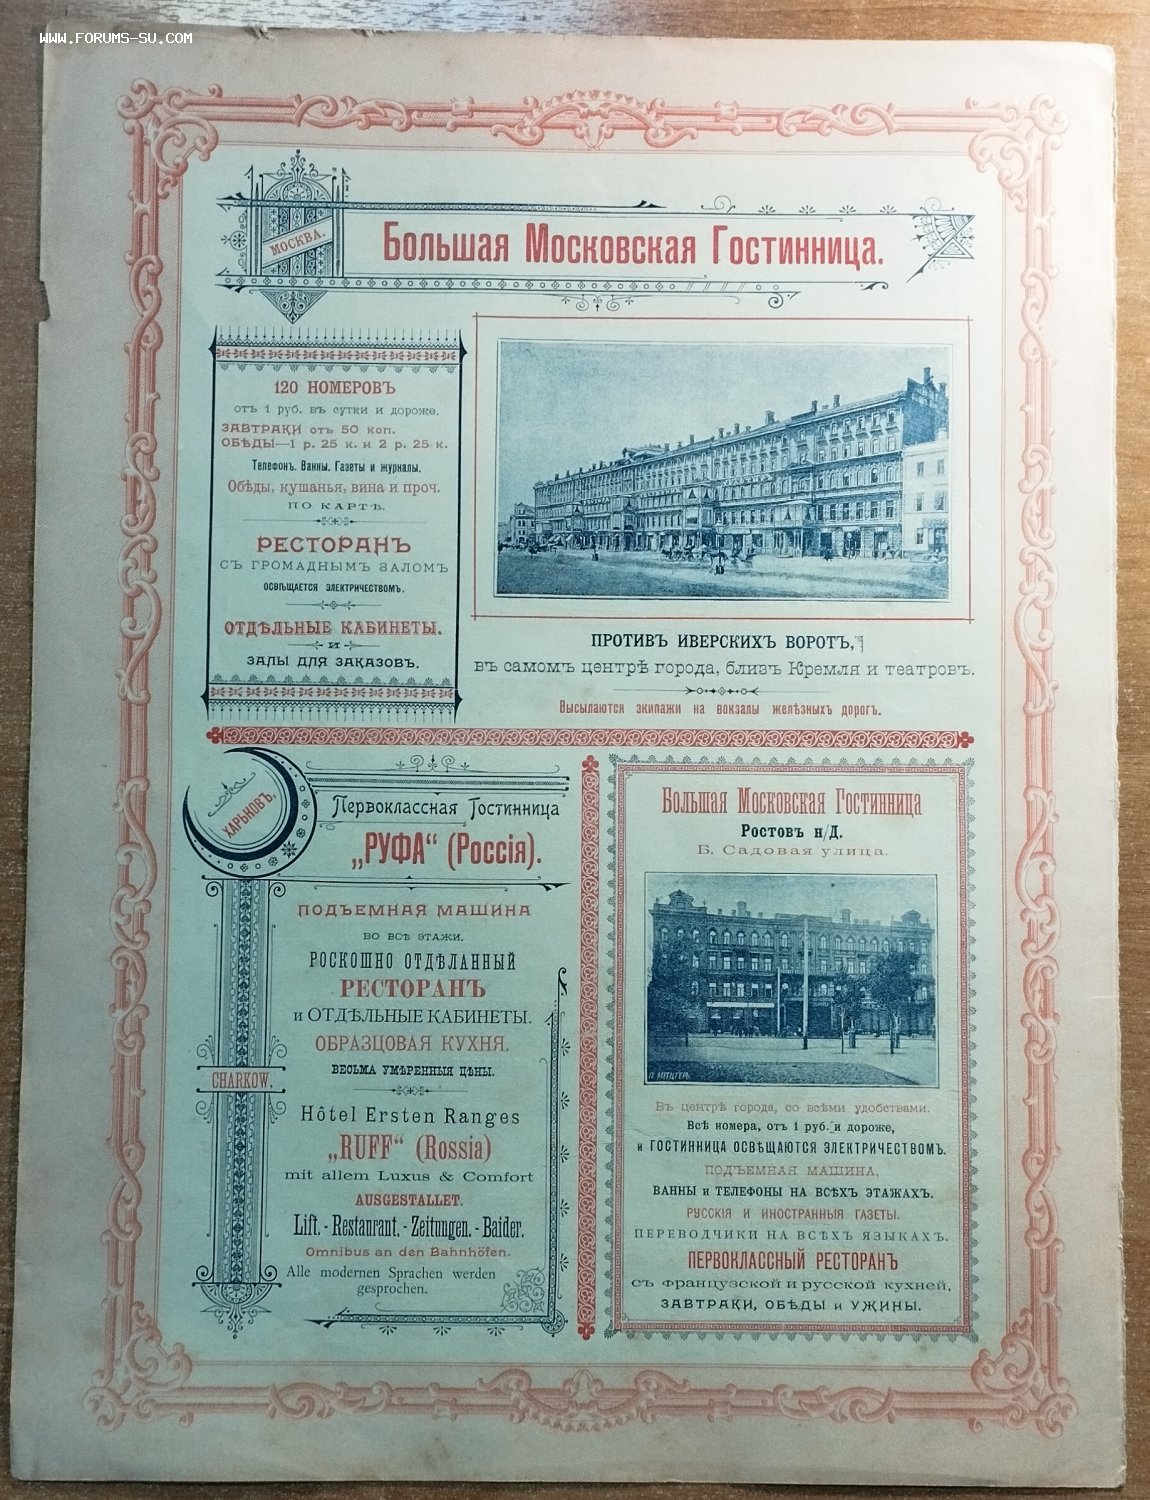 WWW.FORUMS-SU.COM
МОСКВА.
Большая Московская Гостинница.
120 НОМЕРОВЪ
отъ 1 руб. въ сутки и дороже.
ЗАВТРАКИ отъ 50 коп.
ОБѢДЫ—1 р. 25 к. и 2 р. 25 к.
Телефонъ. Ванны. Газеты и журналы.
Обѣды, кушанья, вина и проч.
ПО КАРТѢ.
РЕСТОРАНЪ
СЪ ГРОМАДНЫМЪ ЗАЛОМЪ
ОСВѢЩАЕТСЯ ЭЛЕКТРИЧЕСТВОМЪ.
ОТДѢЛЬНЫЕ КАБИНЕТЫ.
И
ЗАЛЫ ДЛЯ ЗАКАЗОВЪ.
ПРОТИВЪ ИВЕРСКИХЪ ВОРОТЪ,
въ самомъ центрѣ города, близъ Кремля и театровъ.
Высылаются экипажи на вокзалы желѣзныхъ дорогъ.
ХАРЬКОВЪ.
Первоклассная Гостинница
„РУФА“ (Россія).
ПОДЪЕМНАЯ МАШИНА
ВО ВСѢ ЭТАЖИ.
РОСКОШНО ОТДѢЛАННЫЙ
РЕСТОРАНЪ
и ОТДѢЛЬНЫЕ КАБИНЕТЫ.
ОБРАЗЦОВАЯ КУХНЯ.
ВЕСЬМА УМѢРЕННЫЯ ЦѢНЫ.
CHARKOW.
Hôtel Ersten Ranges
„RUFF“ (Rossia)
mit allem Luxus & Comfort
AUSGESTALLET.
Lift. - Restaurant. - Zeitungen. - Baider.
Omnibus an den Bahnhöfen.
Alle modernen Sprachen werden
gesprochen.
Большая Московская Гостинница
Ростовъ н/Д.
Б. Садовая улица.
П. МЕТЦГЕРЪ
Въ центрѣ города, со всѣми удобствами.
Всѣ номера, отъ 1 руб. и дороже,
и ГОСТИННИЦА ОСВѢЩАЮТСЯ ЭЛЕКТРИЧЕСТВОМЪ.
ПОДЪЕМНАЯ МАШИНА,
ВАННЫ и ТЕЛЕФОНЫ НА ВСѢХЪ ЭТАЖАХЪ.
РУССКІЯ И ИНОСТРАННЫЯ ГАЗЕТЫ.
ПЕРЕВОДЧИКИ НА ВСѢХЪ ЯЗЫКАХЪ.
ПЕРВОКЛАССНЫЙ РЕСТОРАНЪ
съ французской и русской кухней,
ЗАВТРАКИ, ОБѢДЫ и УЖИНЫ.